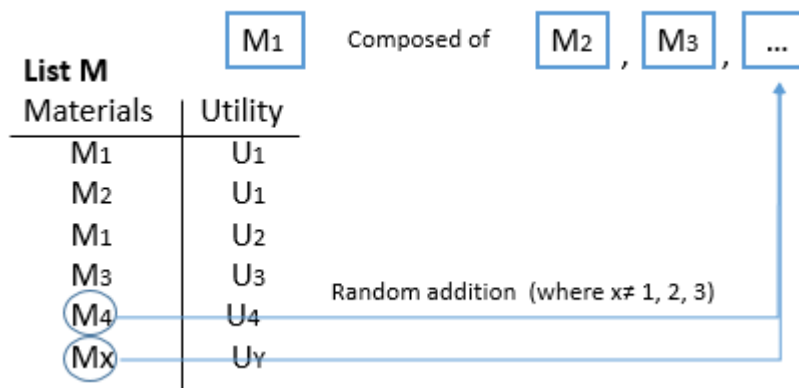 M1 Composed of M2 , M3 , ...
List M
Materials Utility
M1 U1
M2 U1
M1 U2
M3 U3
Random addition (where x≠ 1, 2, 3)
M4 U4
Mx UY